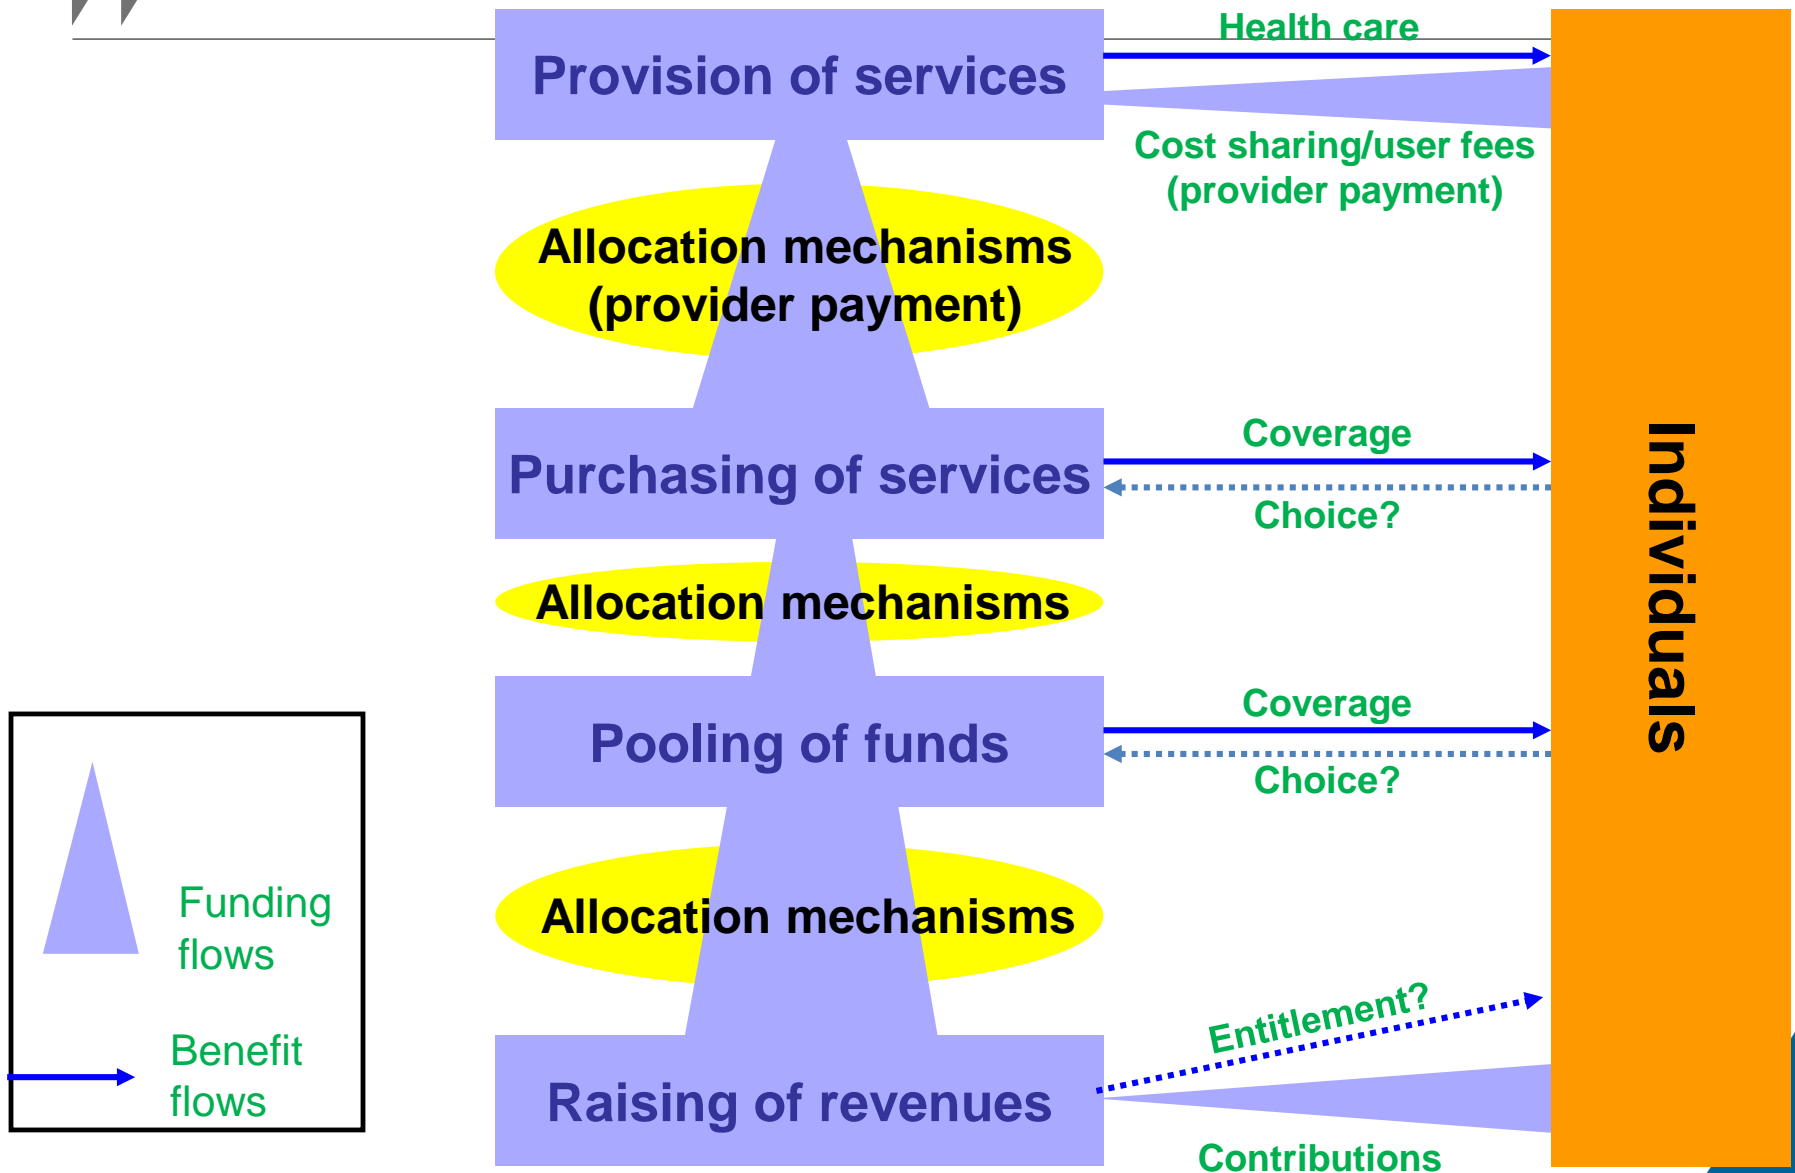 Health care
Provision of services
Cost sharing/user fees
(provider payment)
Allocation mechanisms
(provider payment)
Coverage
Purchasing of services
Choice?
Allocation mechanisms
Coverage
Pooling of funds
Choice?
Individuals
Funding
flows
Allocation mechanisms
Entitlement?
Benefit
flows
Raising of revenues
Contributions